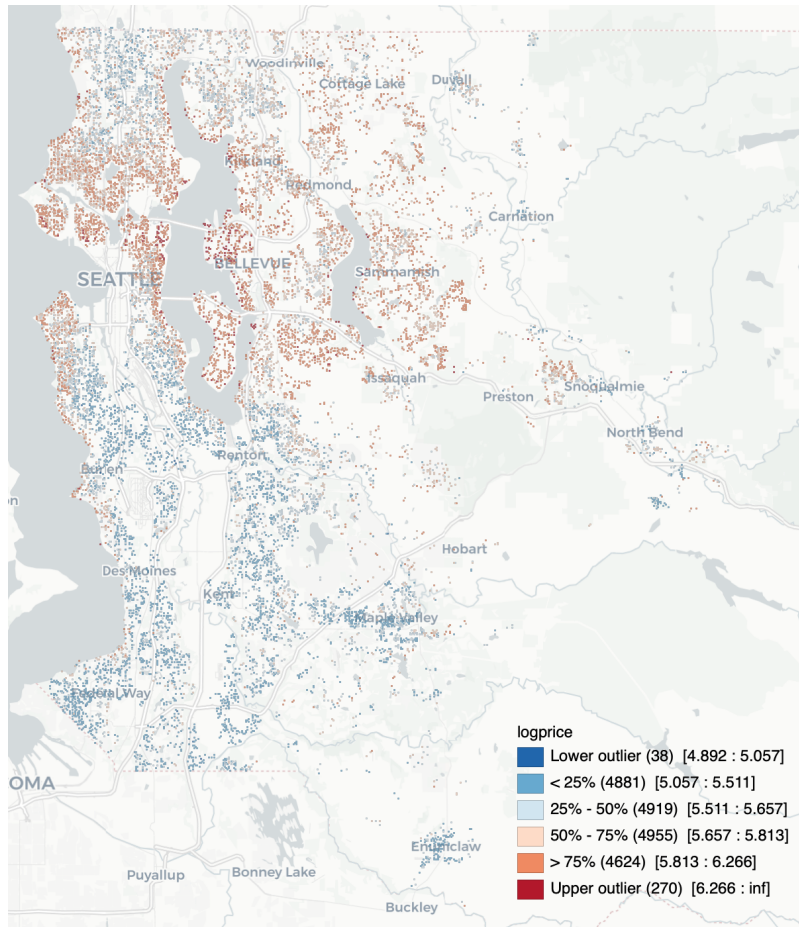 Woodinville
Cottage Lake
Duvall
Kirkland
Redmond
Carnation
SEATTLE
BELLEVUE
Sammamish
Issaquah
Snoqualmie
Preston
North Bend
Burien
Renton
on
Hobart
Des Moines
Kent
Maple Valley
Federal Way
OMA
Enumclaw
Puyallup
Bonney Lake
Buckley
logprice
Lower outlier (38) [4.892 : 5.057]
< 25% (4881) [5.057 : 5.511]
25% - 50% (4919) [5.511 : 5.657]
50% - 75% (4955) [5.657 : 5.813]
> 75% (4624) [5.813 : 6.266]
Upper outlier (270) [6.266 : inf]